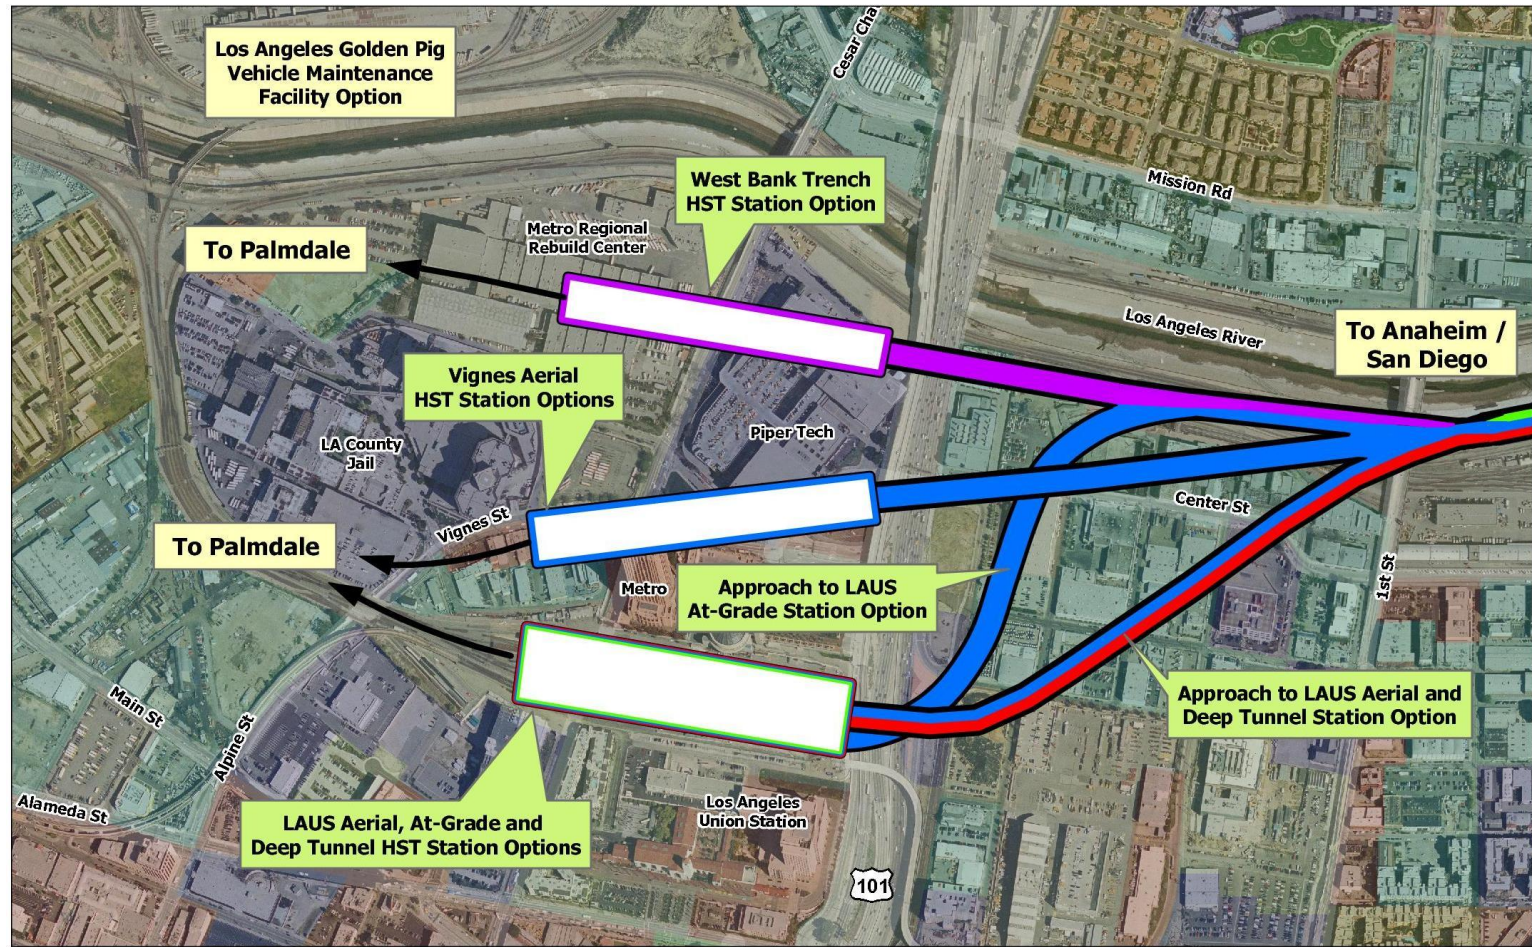 Los Angeles Golden Pig
Vehicle Maintenance
Facility Option
Cesar Cha
West Bank Trench
HST Station Option
Mission Rd
Metro Regional
Rebuild Center
To Palmdale
Los Angeles River
To Anaheim /
San Diego
Vignes Aerial
HST Station Options
LA County
Jail
Piper Tech
Center St
Vignes St
To Palmdale
Metro
Approach to LAUS
At-Grade Station Option
1st St
Approach to LAUS Aerial and
Deep Tunnel Station Option
Main St
Alpine St
Alameda St
LAUS Aerial, At-Grade and
Deep Tunnel HST Station Options
Los Angeles
Union Station
101